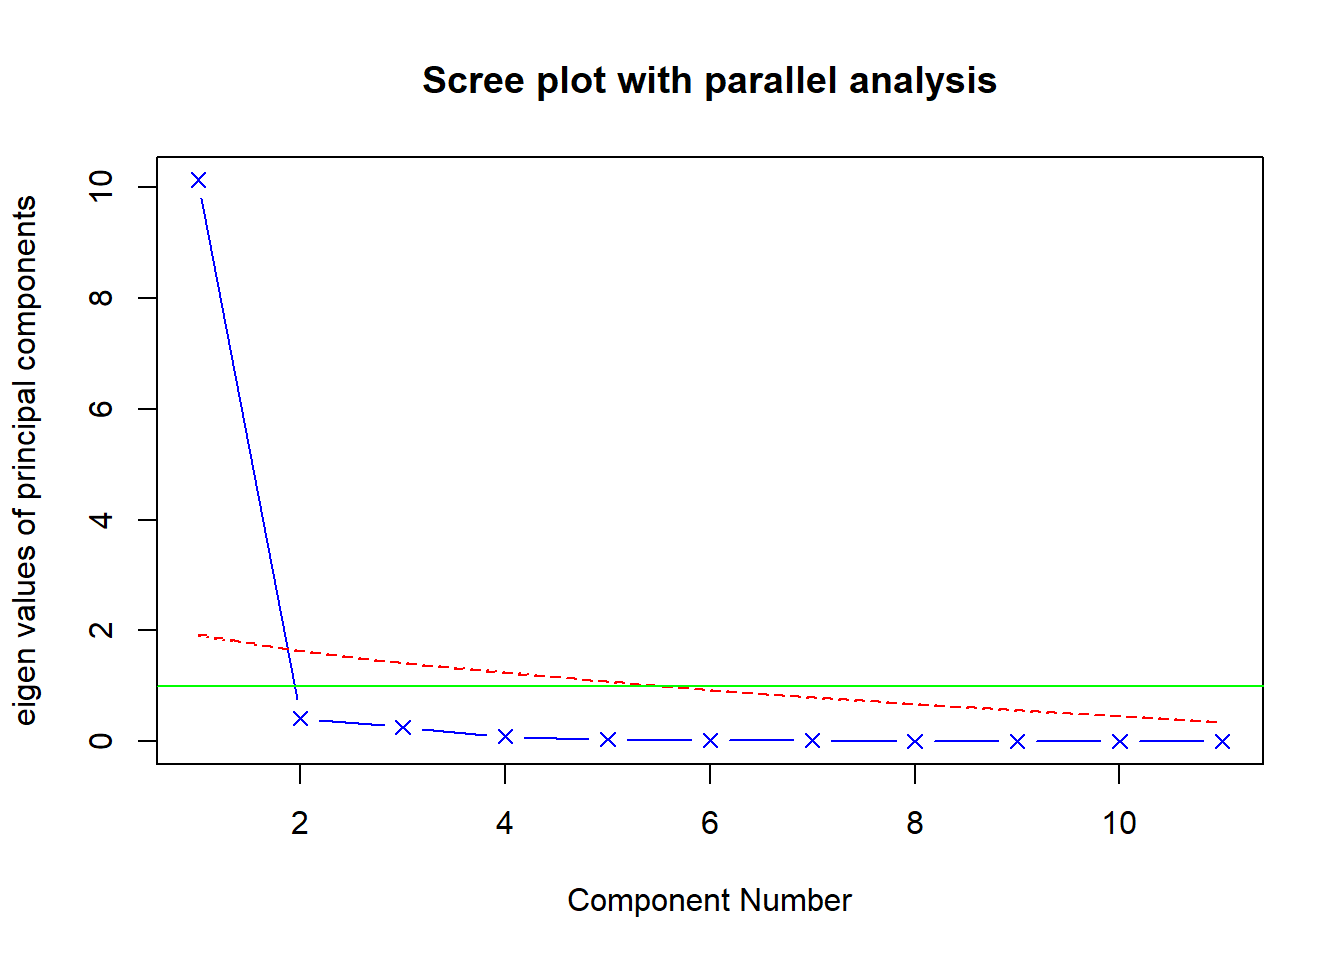 Scree plot with parallel analysis
eigen values of principal components
10
8
6
4
2
0
2 4 6 8 10
Component Number